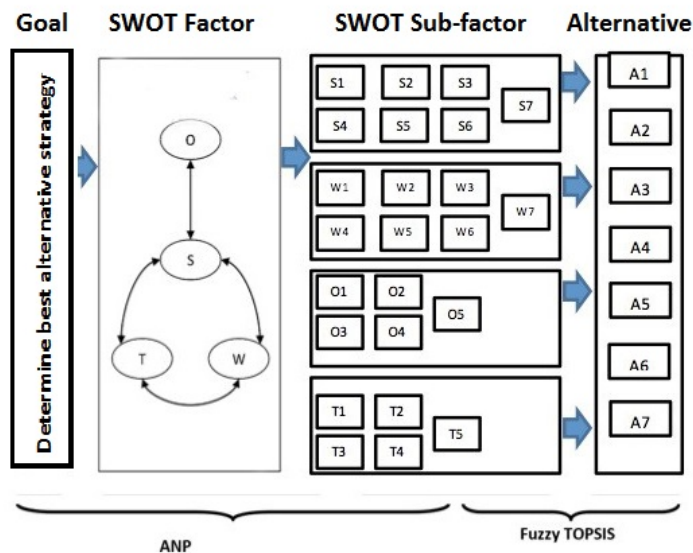 Goal SWOT Factor SWOT Sub-factor Alternative
Determine best alternative strategy
O
S
T W
S1 S2 S3
S7
S4 S5 S6
W1 W2 W3
W7
W4 W5 W6
O1 O2
O5
O3 O4
T1 T2
T5
T3 T4
A1
A2
A3
A4
A5
A6
A7
ANP
Fuzzy TOPSIS